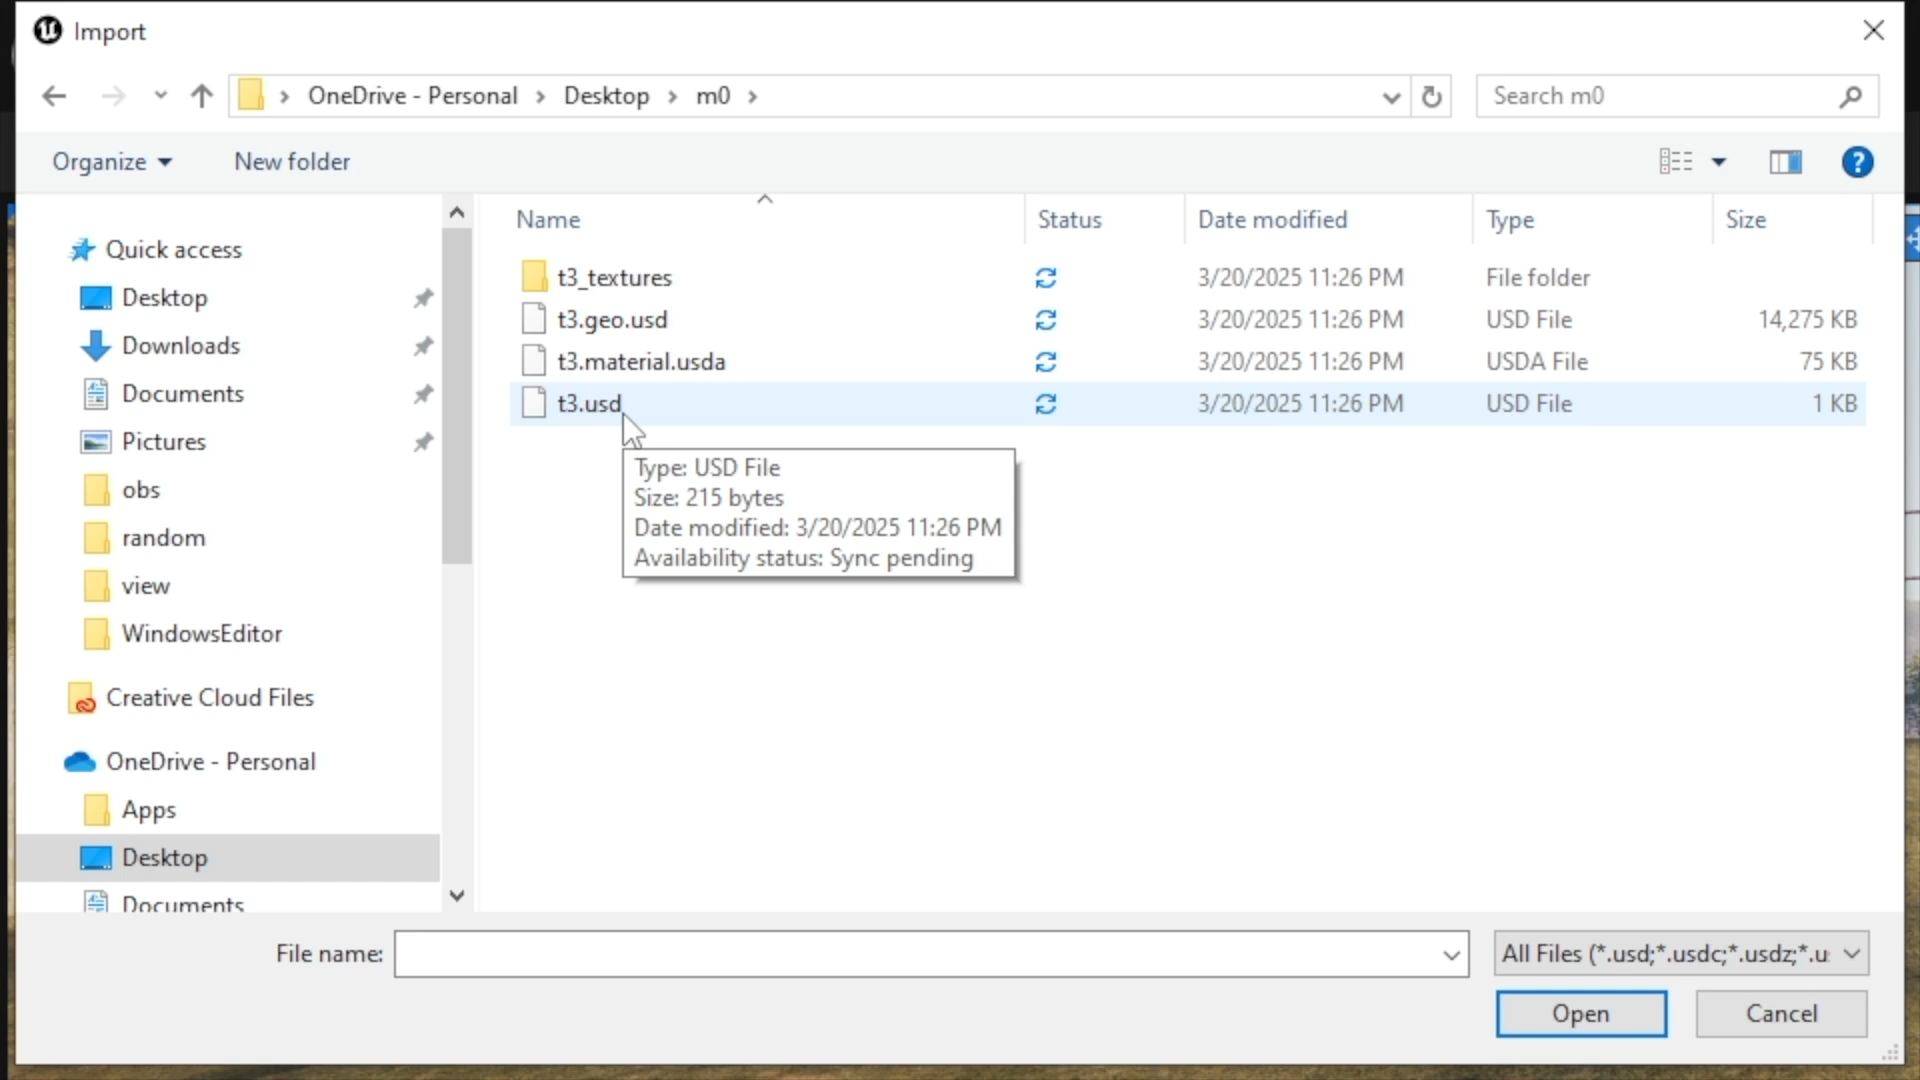 Import
OneDrive - Personal > Desktop > m0 >
Search m0
Organize
New folder
Name Status Date modified Type Size
t3_textures 3/20/2025 11:26 PM File folder
t3.geo.usd 3/20/2025 11:26 PM USD File 14,275 KB
t3.material.usda 3/20/2025 11:26 PM USDA File 75 KB
t3.usd 3/20/2025 11:26 PM USD File 1 KB
Type: USD File
Size: 215 bytes
Date modified: 3/20/2025 11:26 PM
Availability status: Sync pending
Quick access
Desktop
Downloads
Documents
Pictures
obs
random
view
WindowsEditor
Creative Cloud Files
OneDrive - Personal
Apps
Desktop
Documents
File name:
All Files (*.usd;*.usdc;*.usdz;*.u
Open
Cancel